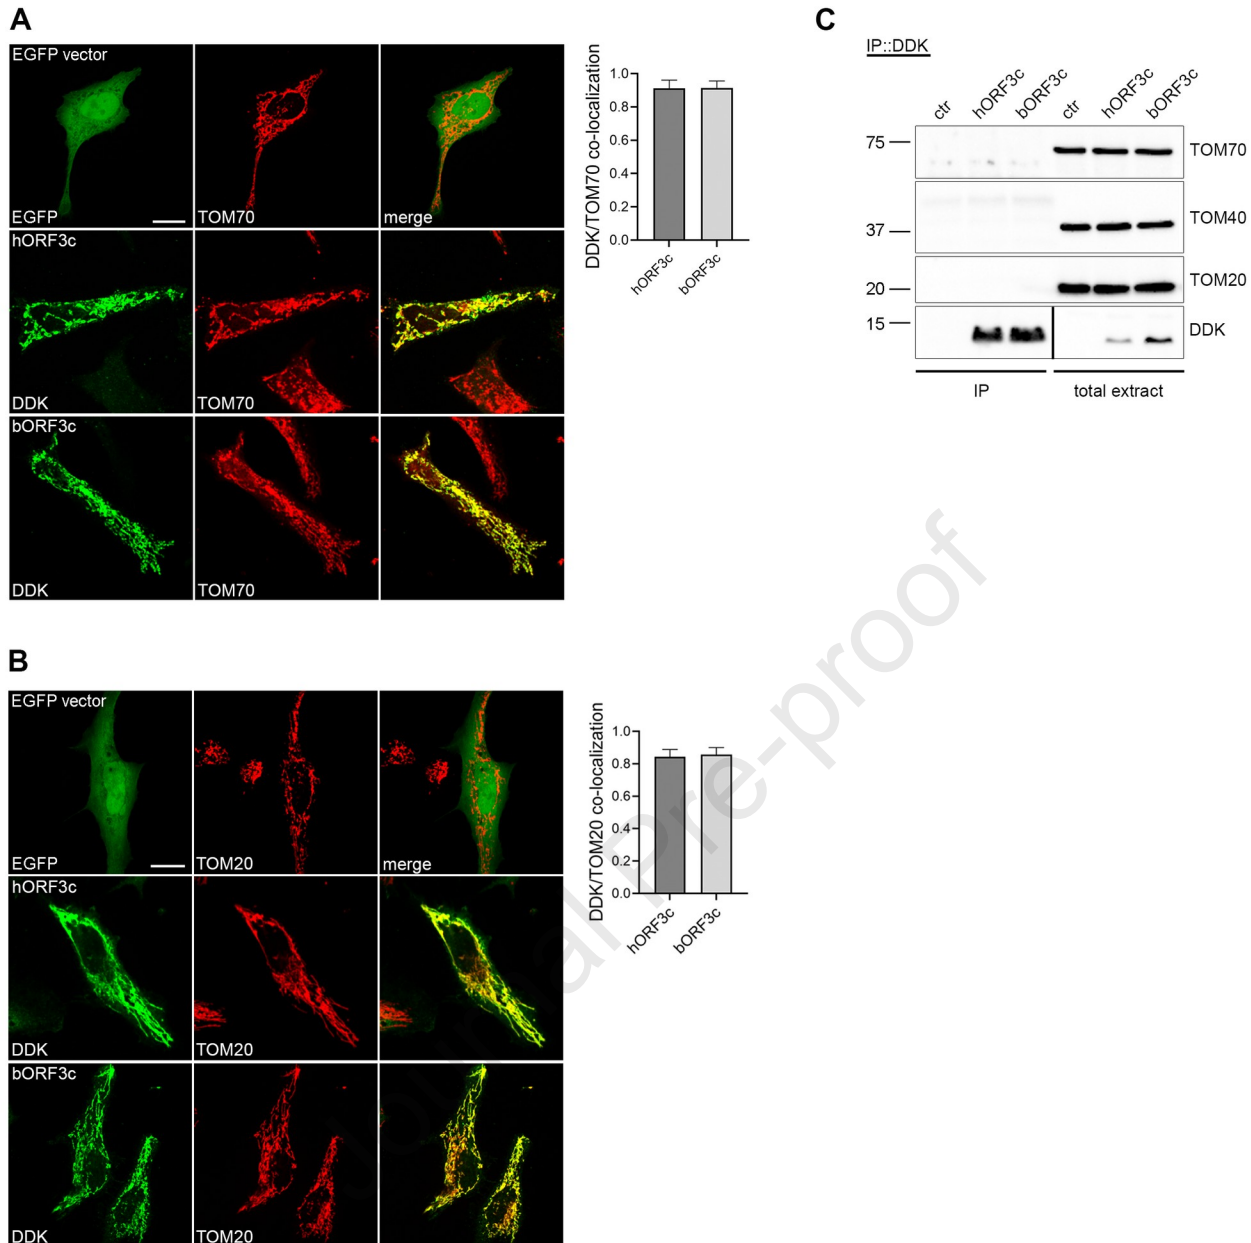 A
EGFP vector
EGFP
TOM70
merge
hORF3c
DDK
TOM70
bORF3c
DDK
TOM70
DDK/TOM70 co-localization
1.0
0.8
0.6
0.4
0.2
0.0
hORF3c
bORF3c
B
EGFP vector
EGFP
TOM20
merge
hORF3c
DDK
TOM20
bORF3c
DDK
TOM20
DDK/TOM20 co-localization
1.0
0.8
0.6
0.4
0.2
0.0
hORF3c
bORF3c
C
IP::DDK
ctr hORF3c bORF3c ctr hORF3c bORF3c
75 TOM70
37 TOM40
20 TOM20
15 DDK
IP total extract
Journal Pre-proof